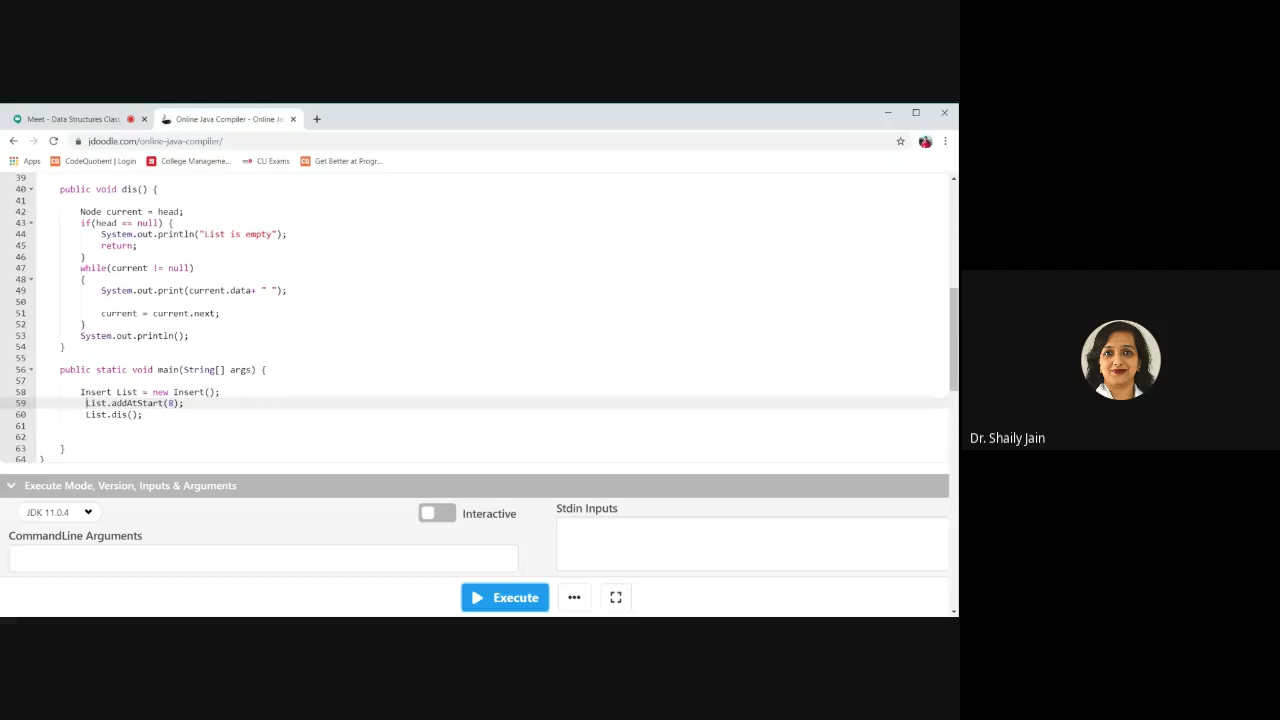 Meet - Data Structures Clas
Online Java Compiler - Online Ja
jdoodle.com/online-java-compiler/
Apps
CodeQuotient | Login
College Manageme...
CU Exams
Get Better at Progr...
39
40 public void dis() {
41
42 Node current = head;
43 if(head == null) {
44 System.out.println("List is empty");
45 return;
46 }
47 while(current != null)
48 {
49 System.out.print(current.data+ " ");
50
51 current = current.next;
52 }
53 System.out.println();
54 }
55
56 public static void main(String[] args) {
57
58 Insert List = new Insert();
59 List.addAtStart(8);
60 List.dis();
61
62
63 }
64 }
Execute Mode, Version, Inputs & Arguments
JDK 11.0.4
Interactive
Stdin Inputs
CommandLine Arguments
Execute
Dr. Shaily Jain